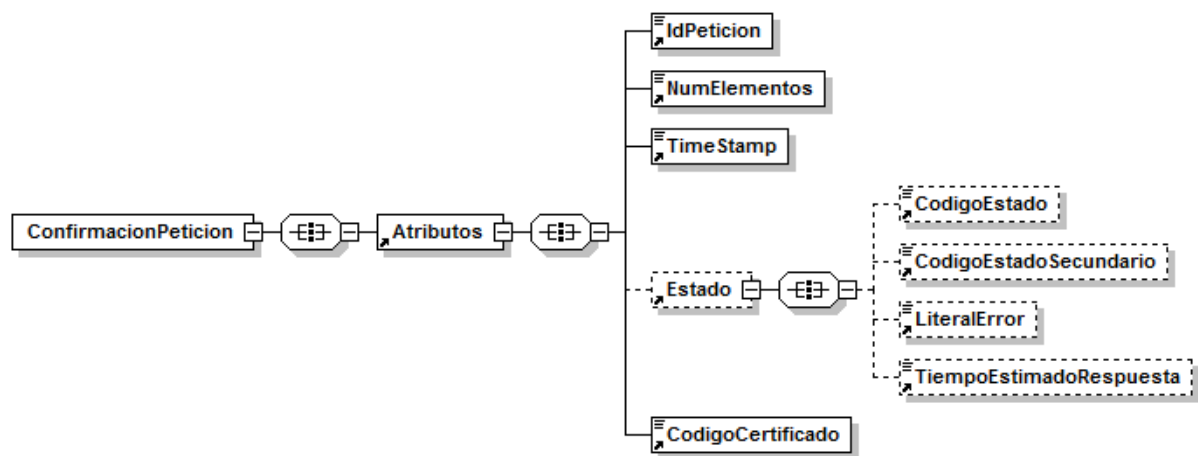 IdPeticion
NumElementos
TimeStamp
ConfirmacionPeticion
Atributos
Estado
CodigoEstado
CodigoEstadoSecundario
LiteralError
TiempoEstimadoRespuesta
CodigoCertificado